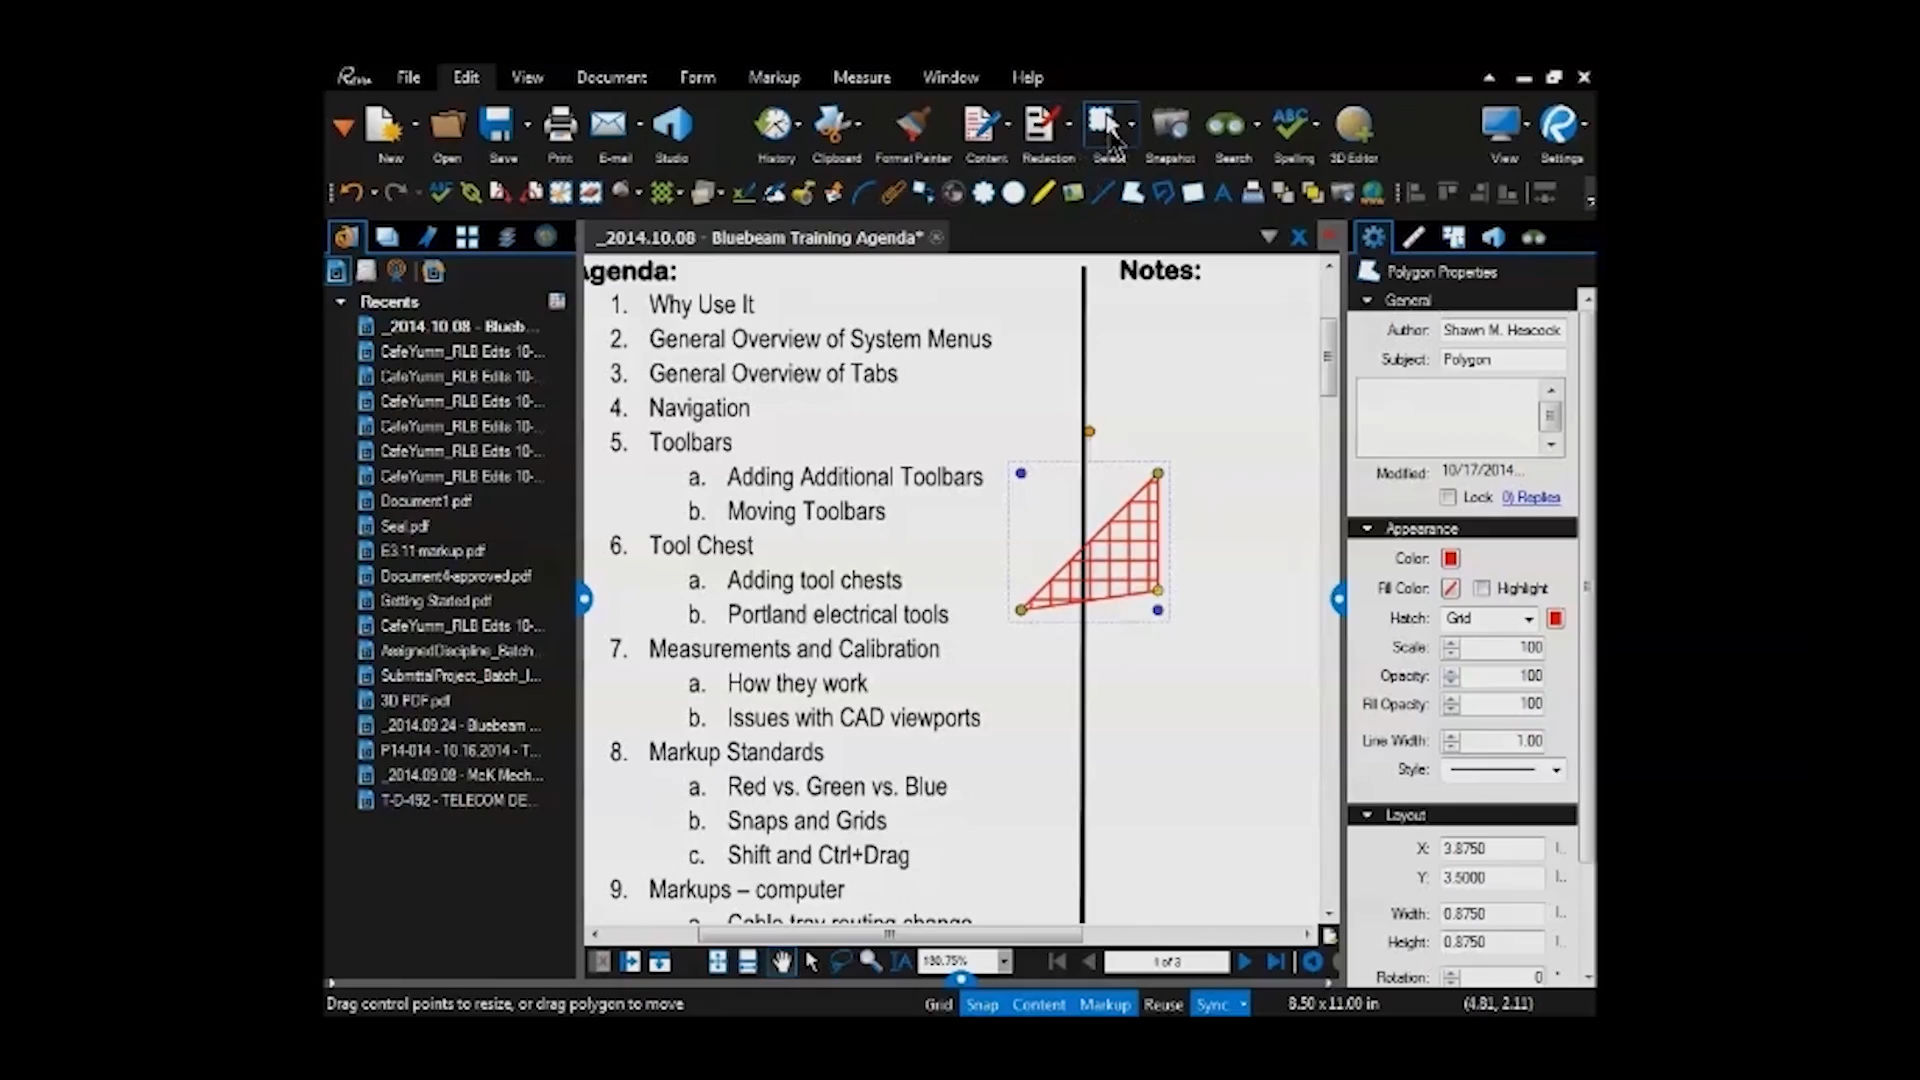 Revu File Edit View Document Form Markup Measure Window Help
New Open Save Print E-mail Studio History Clipboard Format Painter Content Redaction Select Snapshot Search Spelling 3D Editor View Settings
_2014.10.08 - Bluebeam Training Agenda*
Recents
_2014.10.08 - Blueb...
CafeYumm_RLB Edits 10-...
CafeYumm_RLB Edits 10-...
CafeYumm_RLB Edits 10-...
CafeYumm_RLB Edits 10-...
CafeYumm_RLB Edits 10-...
CafeYumm_RLB Edits 10-...
Document1.pdf
Seal.pdf
E3.11-markup.pdf
Document4-approved.pdf
Getting Started.pdf
CafeYumm_RLB Edits 10-...
AssignedDiscipline_Batch...
SubmittalProject_Batch_I...
3D PDF.pdf
_2014.09.24 - Bluebeam ...
P14-014 - 10.16.2014 - T...
_2014.09.08 - McK Mech...
T-D-492 - TELECOM DE...
Agenda:
1. Why Use It
2. General Overview of System Menus
3. General Overview of Tabs
4. Navigation
5. Toolbars
a. Adding Additional Toolbars
b. Moving Toolbars
6. Tool Chest
a. Adding tool chests
b. Portland electrical tools
7. Measurements and Calibration
a. How they work
b. Issues with CAD viewports
8. Markup Standards
a. Red vs. Green vs. Blue
b. Snaps and Grids
c. Shift and Ctrl+Drag
9. Markups – computer
a. Cable tray routing change
Notes:
Polygon Properties
General
Author: Shawn M. Hescock
Subject: Polygon
Modified: 10/17/2014...
Lock 0) Replies
Appearance
Color:
Fill Color: Highlight
Hatch: Grid
Scale: 100
Opacity: 100
Fill Opacity: 100
Line Width: 1.00
Style:
Layout
X: 3.8750 I..
Y: 3.5000 I..
Width: 0.8750 I..
Height: 0.8750 I..
Rotation: 0 °
130.75% 1 of 3
Drag control points to resize, or drag polygon to move Grid Snap Content Markup Reuse Sync 8.50 x 11.00 in (4.81, 2.11)